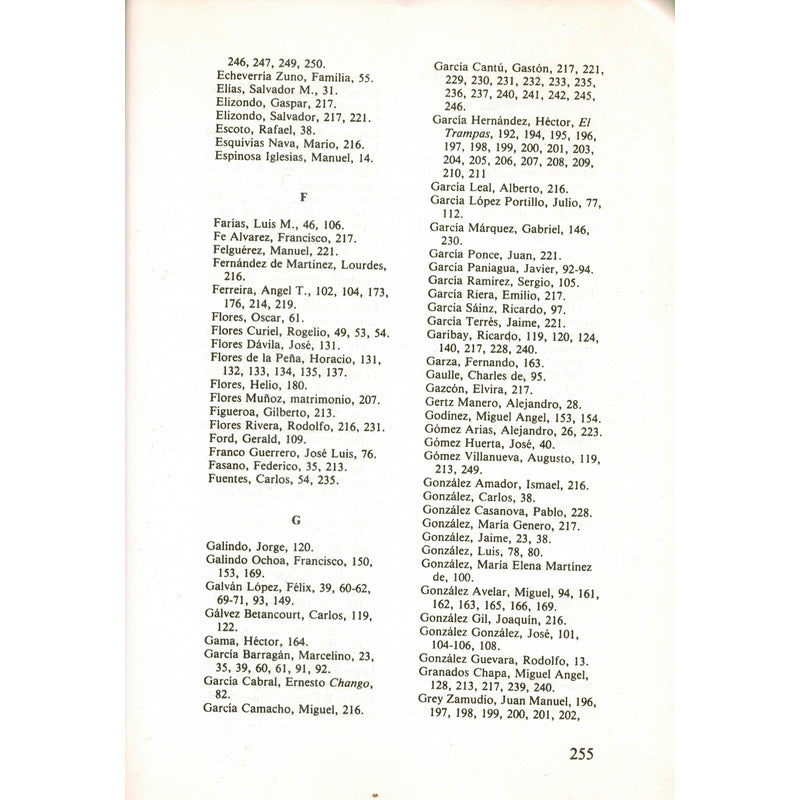 246, 247, 249, 250.
Echeverría Zuno, Familia, 55.
Elías, Salvador M., 31.
Elizondo, Gaspar, 217.
Elizondo, Salvador, 217, 221.
Escoto, Rafael, 38.
Esquivias Nava, Mario, 216.
Espinosa Iglesias, Manuel, 14.
F
Farías, Luis M., 46, 106.
Fe Alvarez, Francisco, 217.
Felguérez, Manuel, 221.
Fernández de Martínez, Lourdes,
216.
Ferreira, Angel T., 102, 104, 173,
176, 214, 219.
Flores, Oscar, 61.
Flores Curiel, Rogelio, 49, 53, 54.
Flores Dávila, José, 131.
Flores de la Peña, Horacio, 131,
132, 133, 134, 135, 137.
Flores, Helio, 180.
Flores Muñoz, matrimonio, 207.
Figueroa, Gilberto, 213.
Flores Rivera, Rodolfo, 216, 231.
Ford, Gerald, 109.
Franco Guerrero, José Luis, 76.
Fasano, Federico, 35, 213.
Fuentes, Carlos, 54, 235.
G
Galindo, Jorge, 120.
Galindo Ochoa, Francisco, 150,
153, 169.
Galván López, Félix, 39, 60-62,
69-71, 93, 149.
Gálvez Betancourt, Carlos, 119,
122.
Gama, Héctor, 164.
García Barragán, Marcelino, 23,
35, 39, 60, 61, 91, 92.
García Cabral, Ernesto Chango,
82.
García Camacho, Miguel, 216.
García Cantú, Gastón, 217, 221,
229, 230, 231, 232, 233, 235,
236, 237, 240, 241, 242, 245,
246.
García Hernández, Héctor, El
Trampas, 192, 194, 195, 196,
197, 198, 199, 200, 201, 203,
204, 205, 206, 207, 208, 209,
210, 211
García Leal, Alberto, 216.
García López Portillo, Julio, 77,
112.
García Márquez, Gabriel, 146,
230.
García Ponce, Juan, 221.
García Paniagua, Javier, 92-94.
García Ramírez, Sergio, 105.
García Riera, Emilio, 217.
García Sáinz, Ricardo, 97.
García Terrés, Jaime, 221.
Garibay, Ricardo, 119, 120, 124,
140, 217, 228, 240.
Garza, Fernando, 163.
Gaulle, Charles de, 95.
Gazcón, Elvira, 217.
Gertz Manero, Alejandro, 28.
Godínez, Miguel Angel, 153, 154.
Gómez Arias, Alejandro, 26, 223.
Gómez Huerta, José, 40.
Gómez Villanueva, Augusto, 119,
213, 249.
González Amador, Ismael, 216.
González, Carlos, 38.
González Casanova, Pablo, 228.
González, María Genero, 217.
González, Jaime, 23, 38.
González, Luis, 78, 80.
González, María Elena Martínez
de, 100.
González Avelar, Miguel, 94, 161,
162, 163, 165, 166, 169.
González Gil, Joaquín, 216.
González González, José, 101,
104-106, 108.
González Guevara, Rodolfo, 13.
Granados Chapa, Miguel Angel,
128, 213, 217, 239, 240.
Grey Zamudio, Juan Manuel, 196,
197, 198, 199, 200, 201, 202,
255